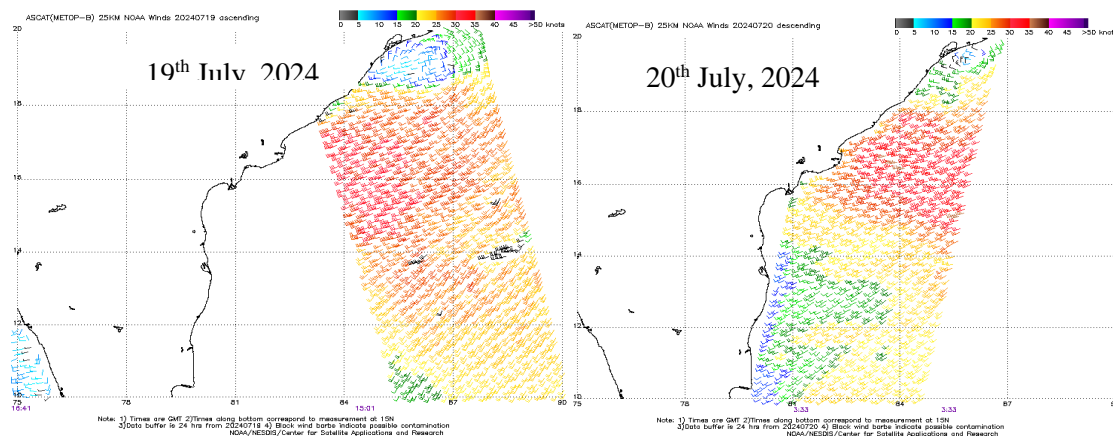 ASCAT(METOP-B) 25KM NOAA Winds 20240719 ascending
0 5 10 15 20 25 30 35 40 45 >50 knots
19th July, 2024
20
18
16
14
12
10
75 78 81 84 87 90
16:41 15:01
Note: 1) Times are GMT 2)Times along bottom correspond to measurement at 15N
3)Data buffer is 24 hrs from 20240719 4) Black wind barbs indicate possible contamination
NOAA/NESDIS/Center for Satellite Applications and Research
ASCAT(METOP-B) 25KM NOAA Winds 20240720 descending
0 5 10 15 20 25 30 35 40 45 >50 knots
20th July, 2024
20
18
16
14
12
10
75 78 81 84 87 90
3:33 3:33
Note: 1) Times are GMT 2)Times along bottom correspond to measurement at 15N
3)Data buffer is 24 hrs from 20240720 4) Black wind barbs indicate possible contamination
NOAA/NESDIS/Center for Satellite Applications and Research